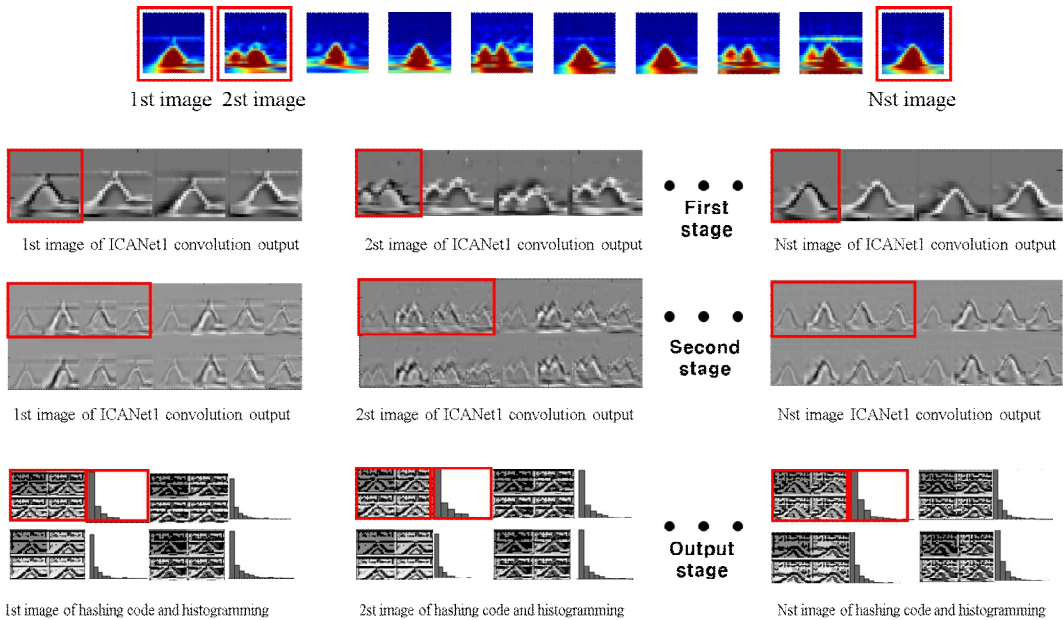 1st image
2st image
Nst image
First
stage
1st image of ICANet1 convolution output
2st image of ICANet1 convolution output
Nst image of ICANet1 convolution output
Second
stage
1st image of ICANet1 convolution output
2st image of ICANet1 convolution output
Nst image ICANet1 convolution output
Output
stage
1st image of hashing code and histogramming
2st image of hashing code and histogramming
Nst image of hashing code and histogramming